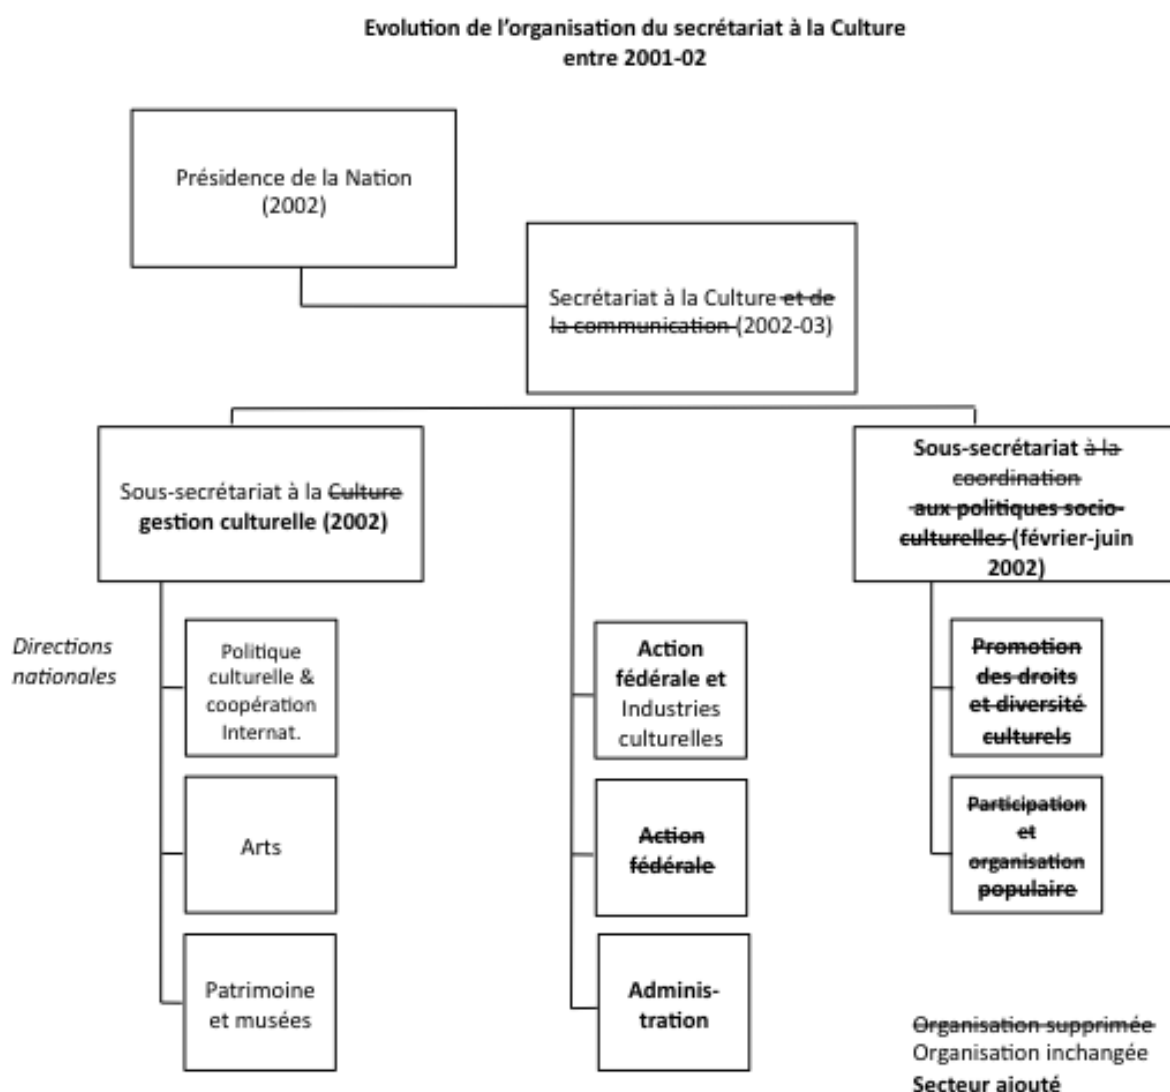 Evolution de l'organisation du secrétariat à la Culture
entre 2001-02
Présidence de la Nation
(2002)
Secrétariat à la Culture et de
la communication (2002-03)
Sous-secrétariat à la Culture
gestion culturelle (2002)
Sous-secrétariat à la
coordination
aux politiques socio-
culturelles (février-juin
2002)
Directions
nationales
Politique
culturelle &
coopération
Internat.
Arts
Patrimoine
et musées
Action
fédérale et
Industries
culturelles
Action
fédérale
Adminis-
tration
Promotion
des droits
et diversité
culturels
Participation
et
organisation
populaire
Organisation supprimée
Organisation inchangée
Secteur ajouté